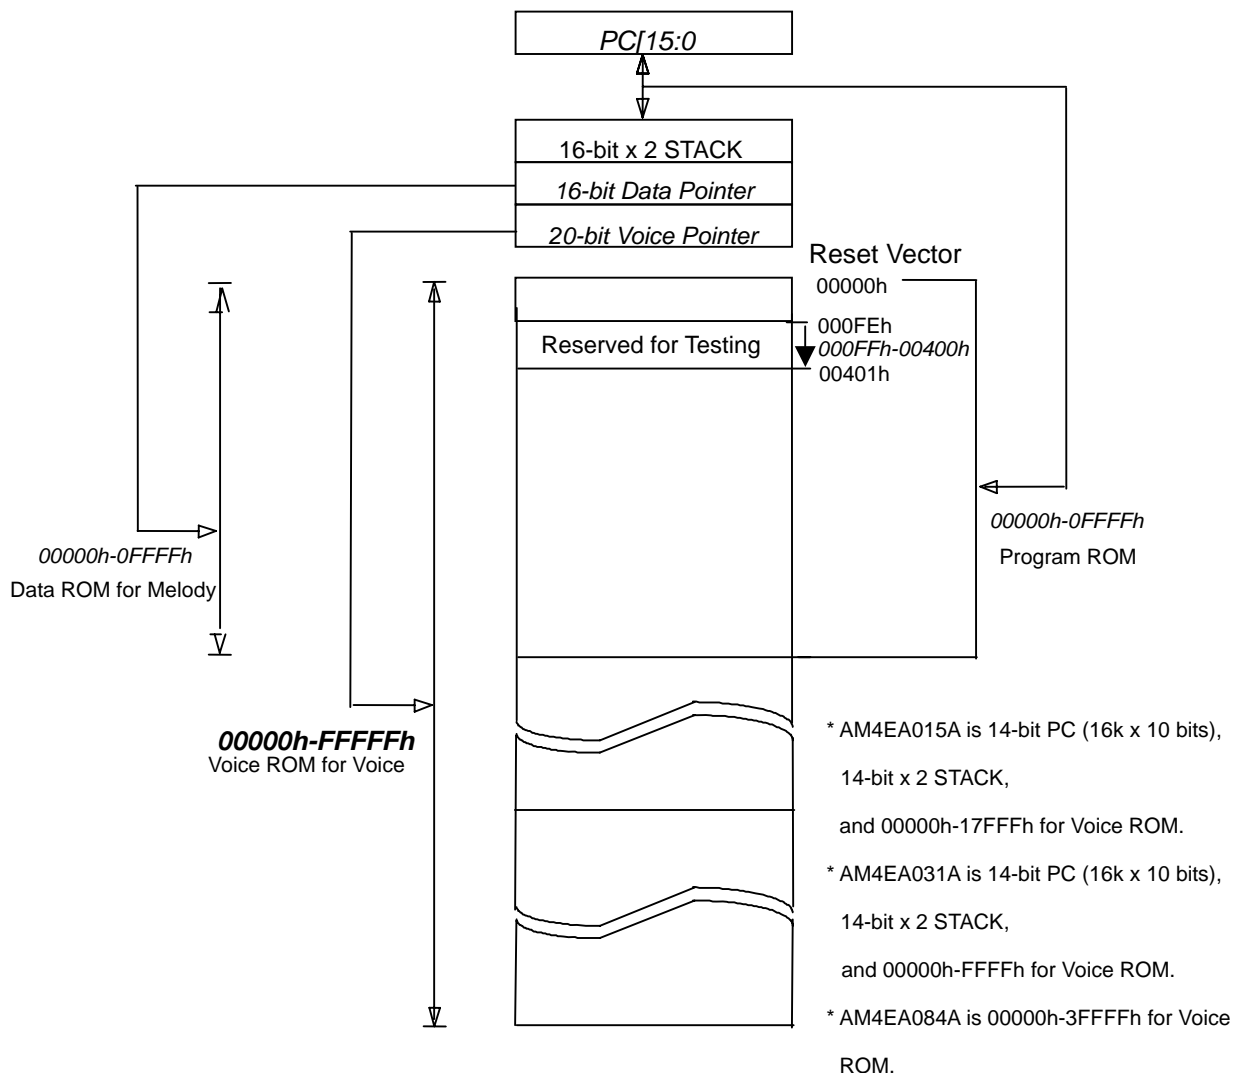 PC[15:0
16-bit x 2 STACK
16-bit Data Pointer
20-bit Voice Pointer
Reset Vector
00000h
000FEh
Reserved for Testing
000FFh-00400h
00401h
00000h-0FFFFh
Program ROM
00000h-0FFFFh
Data ROM for Melody
00000h-FFFFFh
Voice ROM for Voice
* AM4EA015A is 14-bit PC (16k x 10 bits),
14-bit x 2 STACK,
and 00000h-17FFFh for Voice ROM.
* AM4EA031A is 14-bit PC (16k x 10 bits),
14-bit x 2 STACK,
and 00000h-FFFFh for Voice ROM.
* AM4EA084A is 00000h-3FFFFh for Voice
ROM.